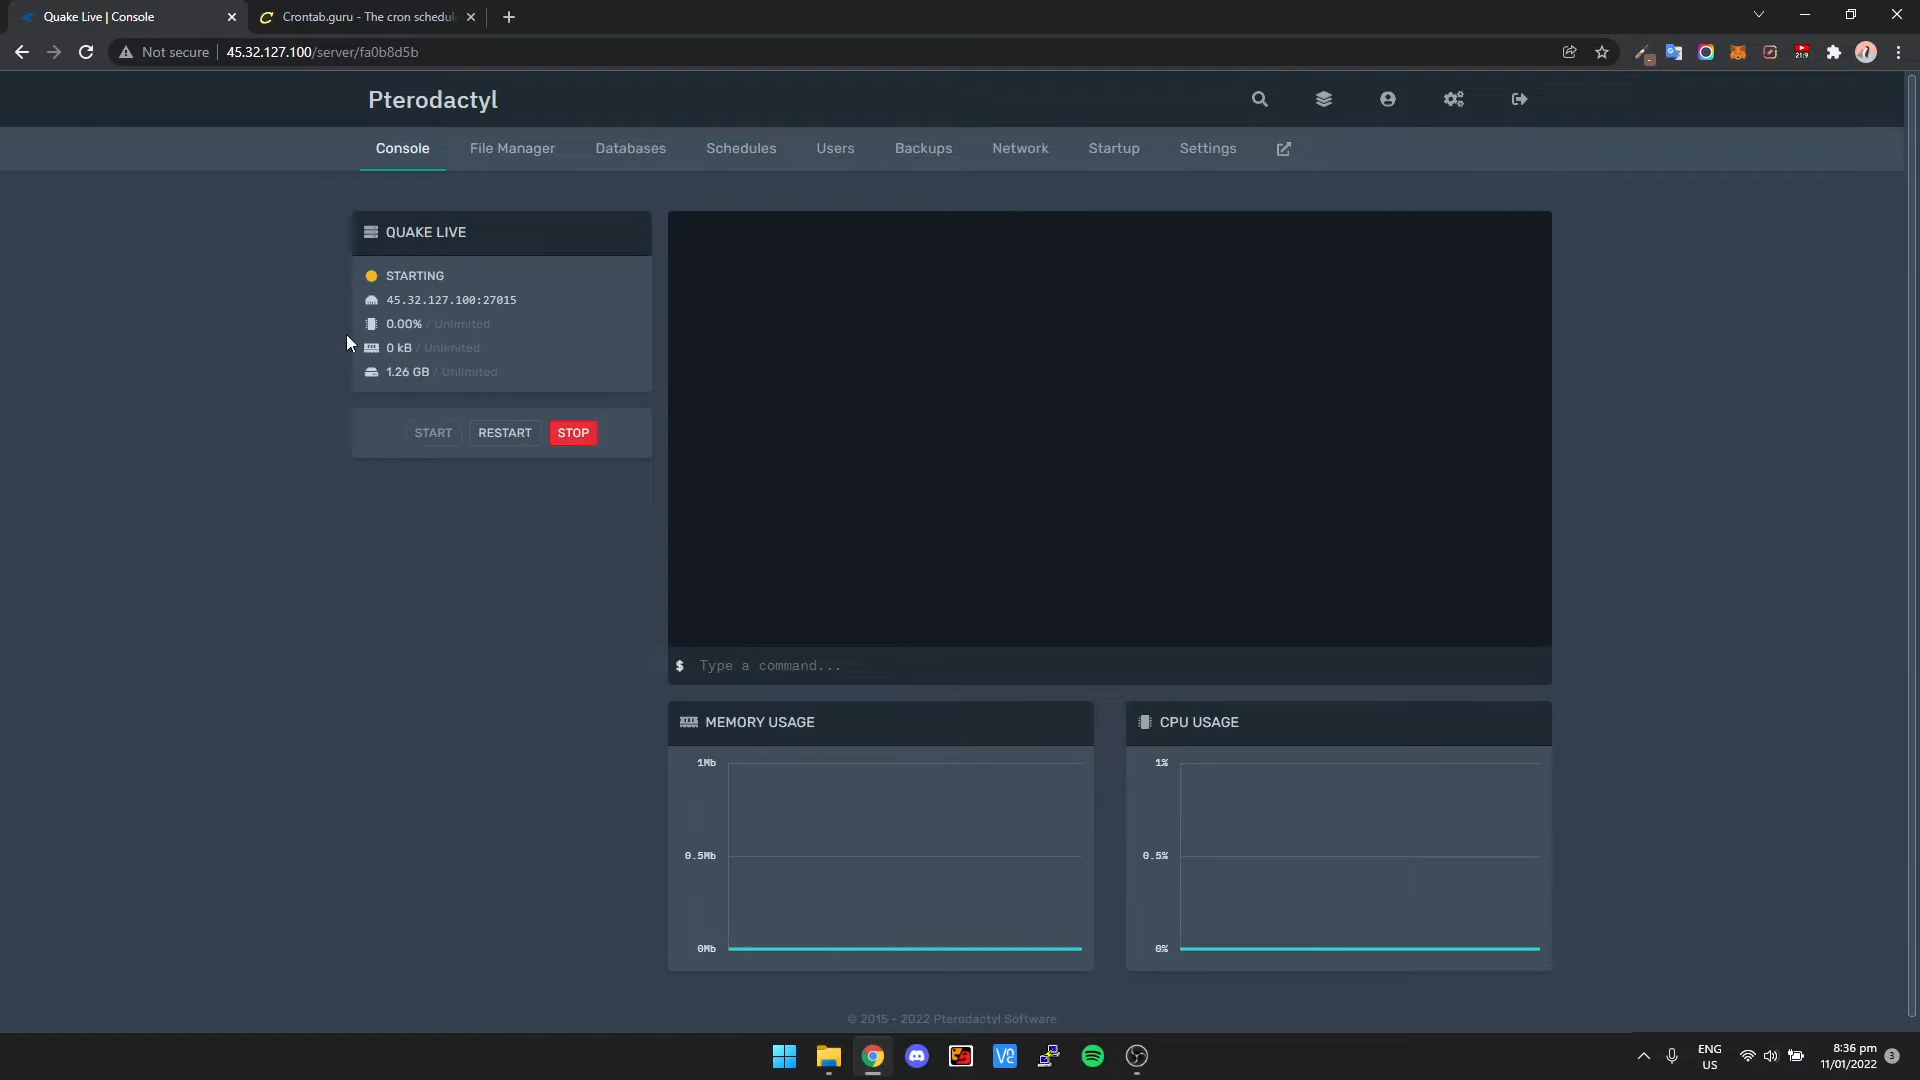 Quake Live | Console
Crontab.guru - The cron schedul
Not secure
45.32.127.100/server/fa0b8d5b
21:9
Pterodactyl
Console
File Manager
Databases
Schedules
Users
Backups
Network
Startup
Settings
QUAKE LIVE
STARTING
45.32.127.100:27015
0.00% / Unlimited
0 kB / Unlimited
1.26 GB / Unlimited
START
RESTART
STOP
$ Type a command...
MEMORY USAGE
1Mb
0.5Mb
0Mb
CPU USAGE
1%
0.5%
0%
© 2015 - 2022 Pterodactyl Software
ENG
US
8:36 pm
11/01/2022
3